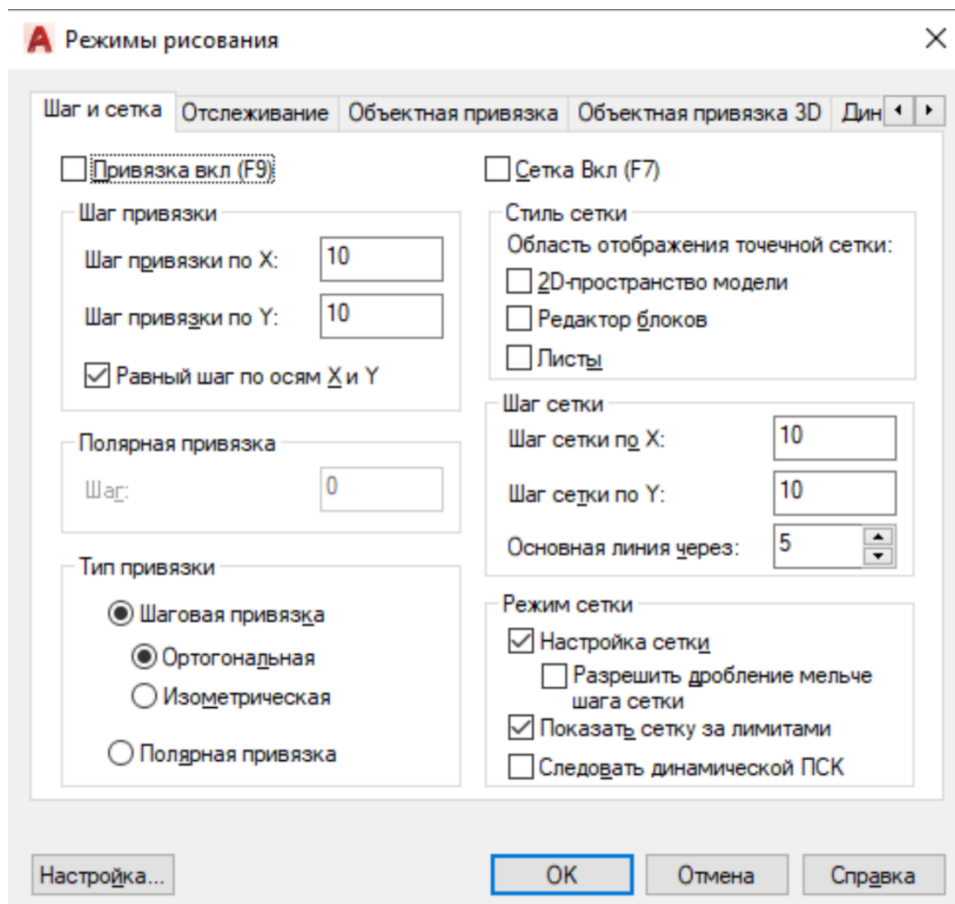 Режимы рисования
Шаг и сетка Отслеживание Объектная привязка Объектная привязка 3D Дин
Привязка вкл (F9)
Шаг привязки
Шаг привязки по X: 10
Шаг привязки по Y: 10
Равный шаг по осям X и Y
Полярная привязка
Шаг: 0
Тип привязки
Шаговая привязка
Ортогональная
Изометрическая
Полярная привязка
Сетка Вкл (F7)
Стиль сетки
Область отображения точечной сетки:
2D-пространство модели
Редактор блоков
Листы
Шаг сетки
Шаг сетки по X: 10
Шаг сетки по Y: 10
Основная линия через: 5
Режим сетки
Настройка сетки
Разрешить дробление мельче
шага сетки
Показать сетку за лимитами
Следовать динамической ПСК
Настройка... OK Отмена Справка